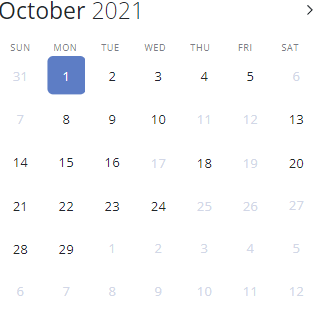 October 2021
SUN MON TUE WED THU FRI SAT
31 1 2 3 4 5 6
7 8 9 10 11 12 13
14 15 16 17 18 19 20
21 22 23 24 25 26 27
28 29 1 2 3 4 5
6 7 8 9 10 11 12